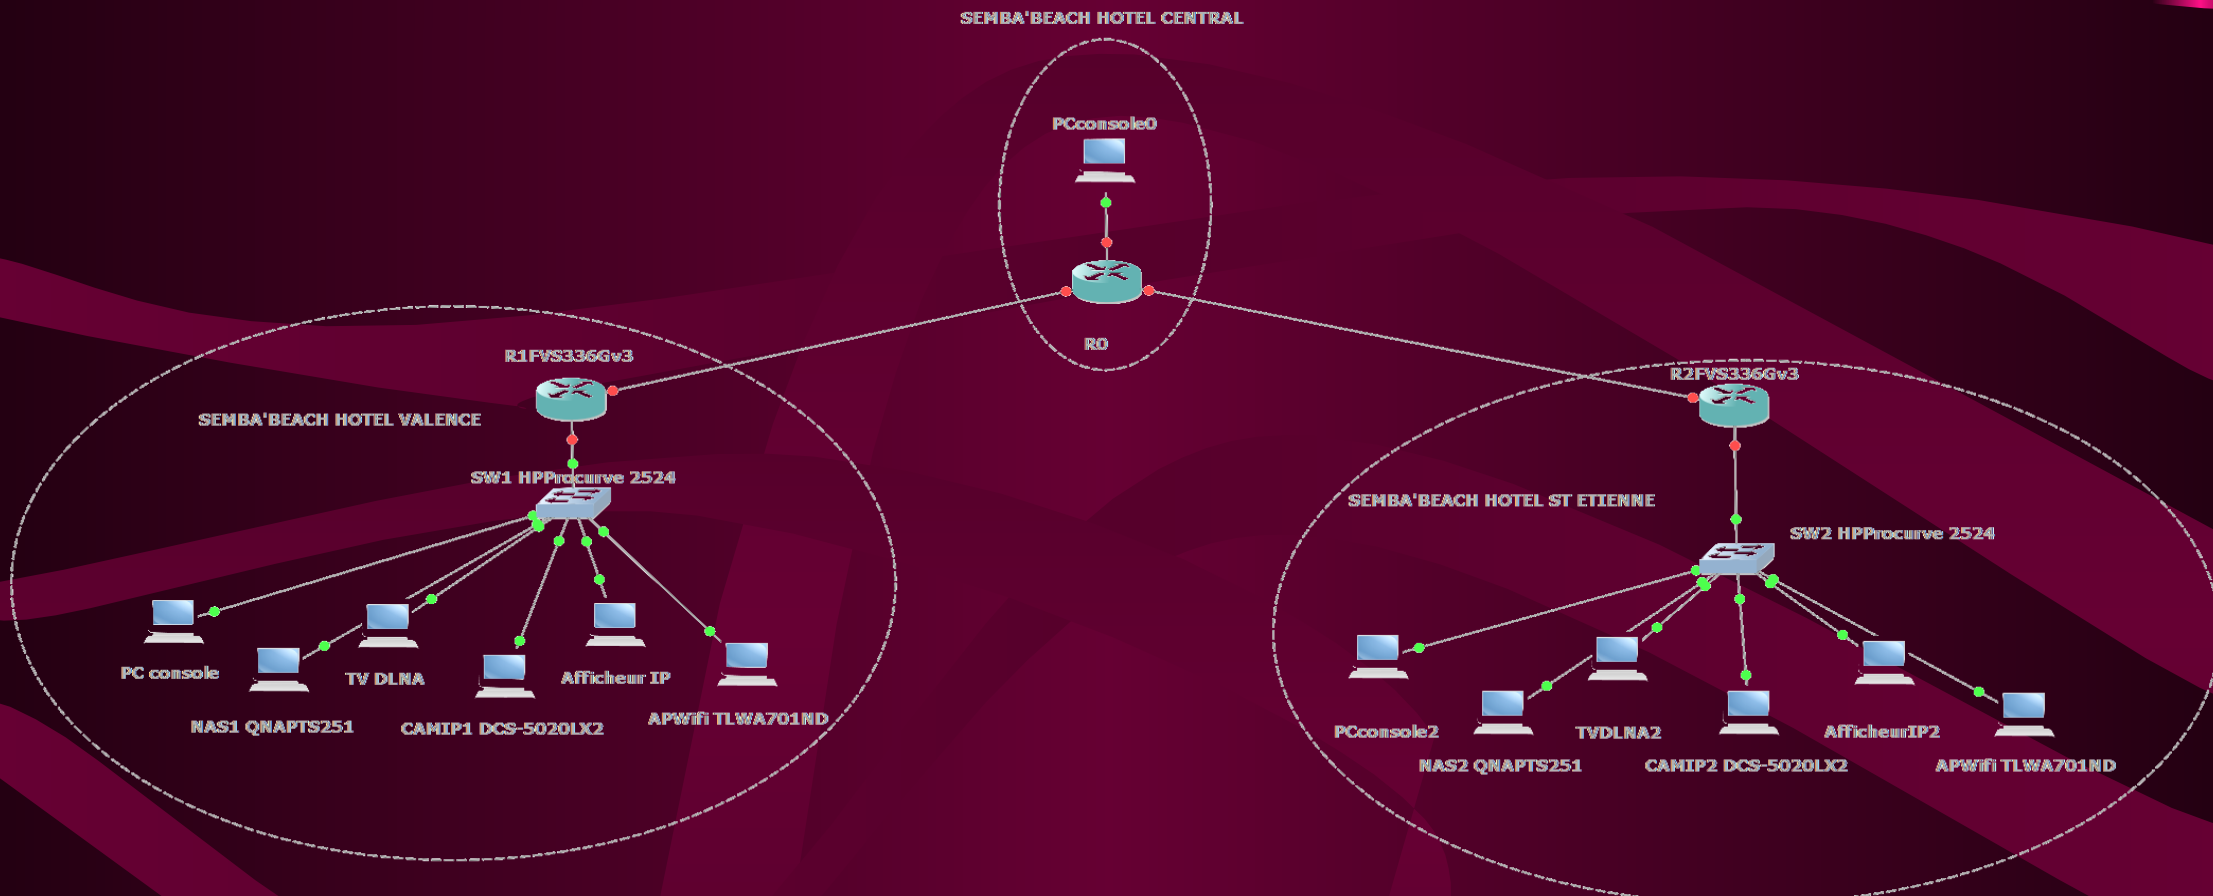 SEMBA'BEACH HOTEL CENTRAL
PCconsole0
R0
R1FVS336Gv3
SEMBA'BEACH HOTEL VALENCE
SW1 HPProcurve 2524
PC console
NAS1 QNAPTS251
TV DLNA
CAMIP1 DCS-5020LX2
Afficheur IP
APWifi TLWA701ND
R2FVS336Gv3
SEMBA'BEACH HOTEL ST ETIENNE
SW2 HPProcurve 2524
PCconsole2
NAS2 QNAPTS251
TVDLNA2
CAMIP2 DCS-5020LX2
AfficheurIP2
APWifi TLWA701ND